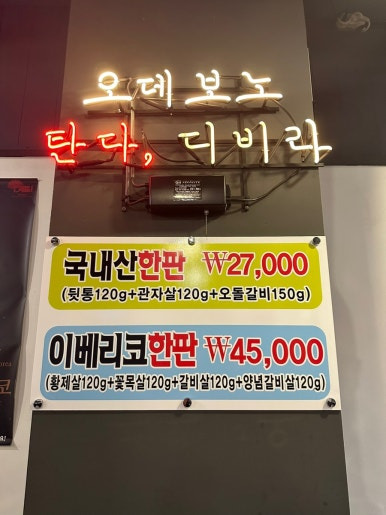 오데 보노
탄다, 디비라
국내산한판 ₩27,000
(뒷통120g+관자살120g+오돌갈비150g)
이베리코한판 ₩45,000
(황제살120g+꽃목살120g+갈비살120g+양념갈비살120g)